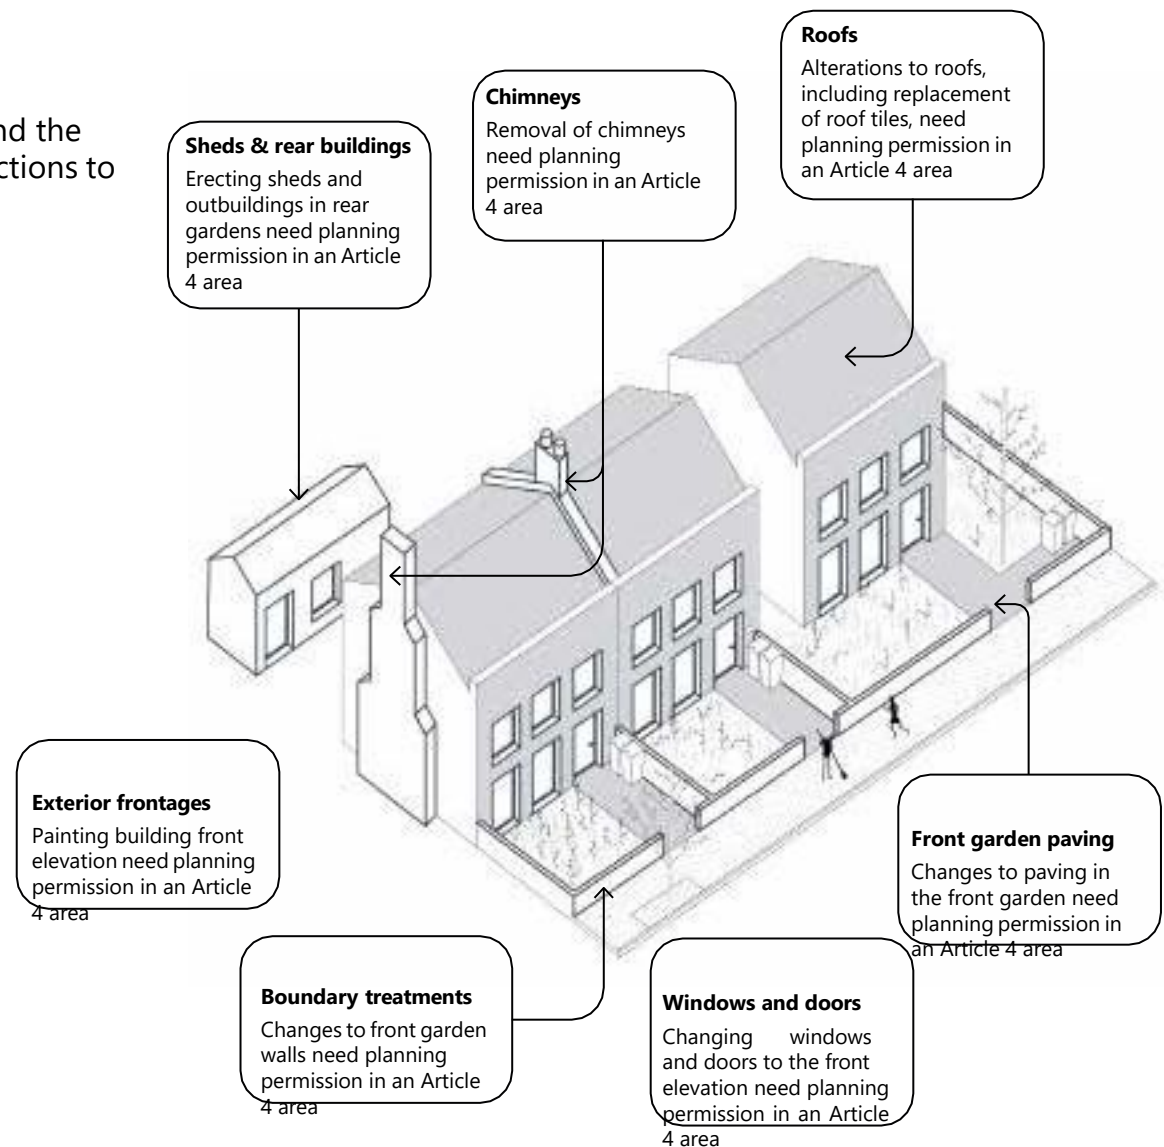 nd the
ctions to
Sheds & rear buildings
Erecting sheds and
outbuildings in rear
gardens need planning
permission in an Article
4 area
Chimneys
Removal of chimneys
need planning
permission in an Article
4 area
Roofs
Alterations to roofs,
including replacement
of roof tiles, need
planning permission in
an Article 4 area
Exterior frontages
Painting building front
elevation need planning
permission in an Article
4 area
Boundary treatments
Changes to front garden
walls need planning
permission in an Article
4 area
Windows and doors
Changing windows
and doors to the front
elevation need planning
permission in an Article
4 area
Front garden paving
Changes to paving in
the front garden need
planning permission in
an Article 4 area